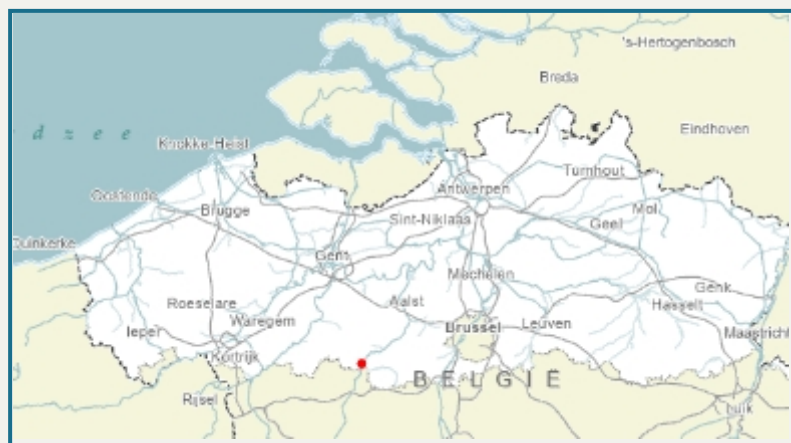 's-Hertogenbosch
Breda
d z e e
Eindhoven
Knokke-Heist
Turnhout
Antwerpen
Oostende
Mol
Brugge
Sint-Niklaas
Geel
Duinkerke
Gent
Mechelen
Genk
Roeselare
Aalst
Hasselt
Waregem
Ieper
Brussel
Leuven
Maastricht
Kortrijk
BELGIË
Rijsel
Luik